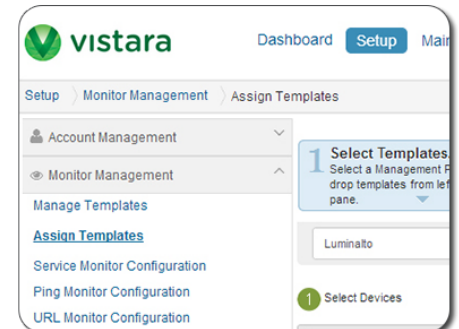 vistara
Dashboard Setup
Setup Monitor Management Assign Templates
Account Management
Monitor Management
Manage Templates
Assign Templates
Service Monitor Configuration
Ping Monitor Configuration
URL Monitor Configuration
1 Select Templates.
Select a Management
drop templates from
pane.
Luminalto
1 Select Devices